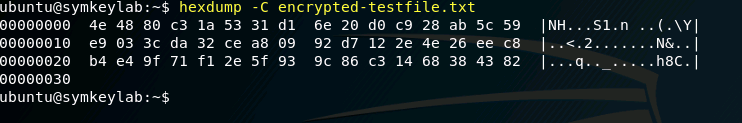 ubuntu@symkeylab:~$ hexdump -C encrypted-testfile.txt
00000000  4e 48 80 c3 1a 53 31 d1  6e 20 d0 c9 28 ab 5c 59  |NH...S1.n ..(.\Y|
00000010  e9 03 3c da 32 ce a8 09  92 d7 12 2e 4e 26 ee c8  |..<.2.......N&..|
00000020  b4 e4 9f 71 f1 2e 5f 93  9c 86 c3 14 68 38 43 82  |...q.._.....h8C.|
00000030
ubuntu@symkeylab:~$